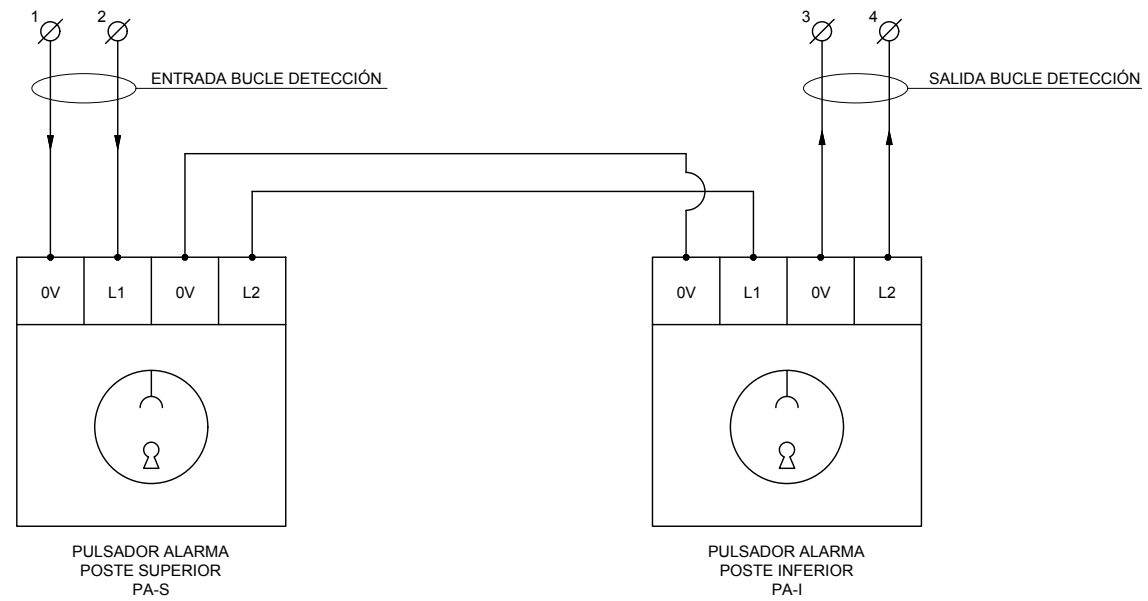 1
2
3
4
ENTRADA BUCLE DETECCIÓN
SALIDA BUCLE DETECCIÓN
0V
L1
0V
L2
0V
L1
0V
L2
PULSADOR ALARMA
POSTE SUPERIOR
PA-S
PULSADOR ALARMA
POSTE INFERIOR
PA-I